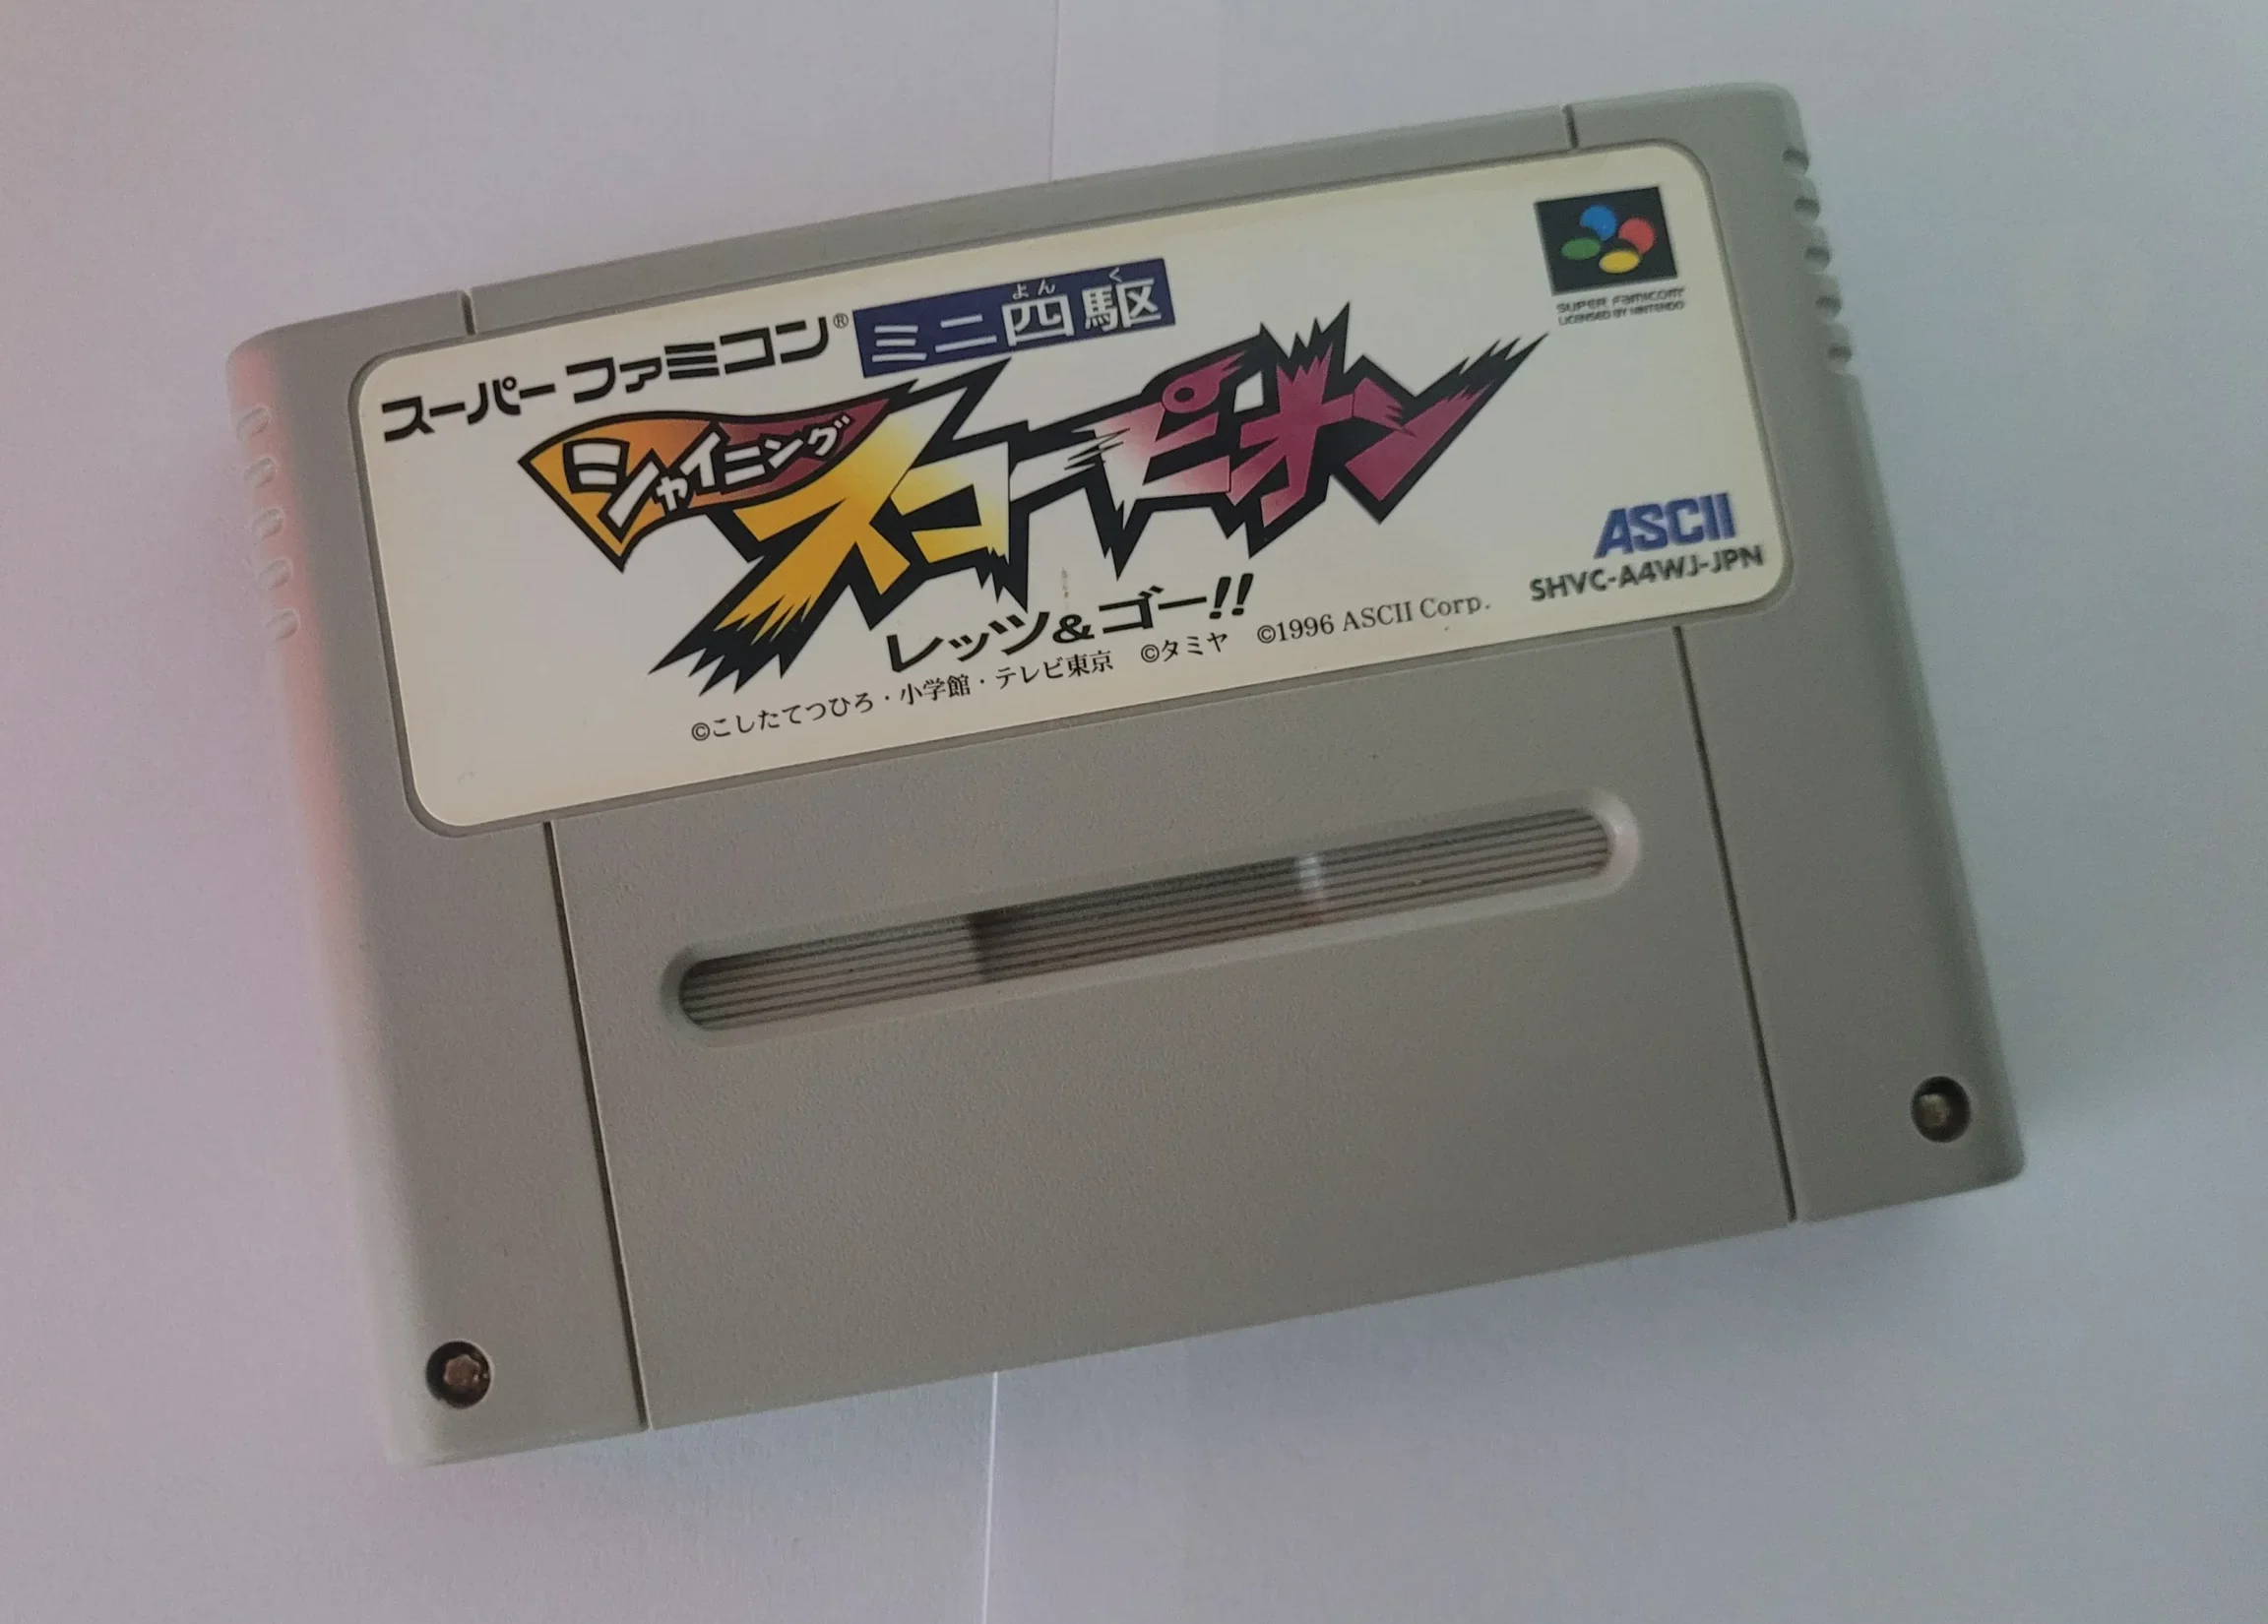 スーパーファミコン®
ミニ四駆
よん く
シャイニング
スコーピオン
レッツ&ゴー!!
©こしたてつひろ・小学館・テレビ東京 ©タミヤ ©1996 ASCII Corp.
SUPER FAMICOM
LICENSED BY NINTENDO
ASCII
SHVC-A4WJ-JPN